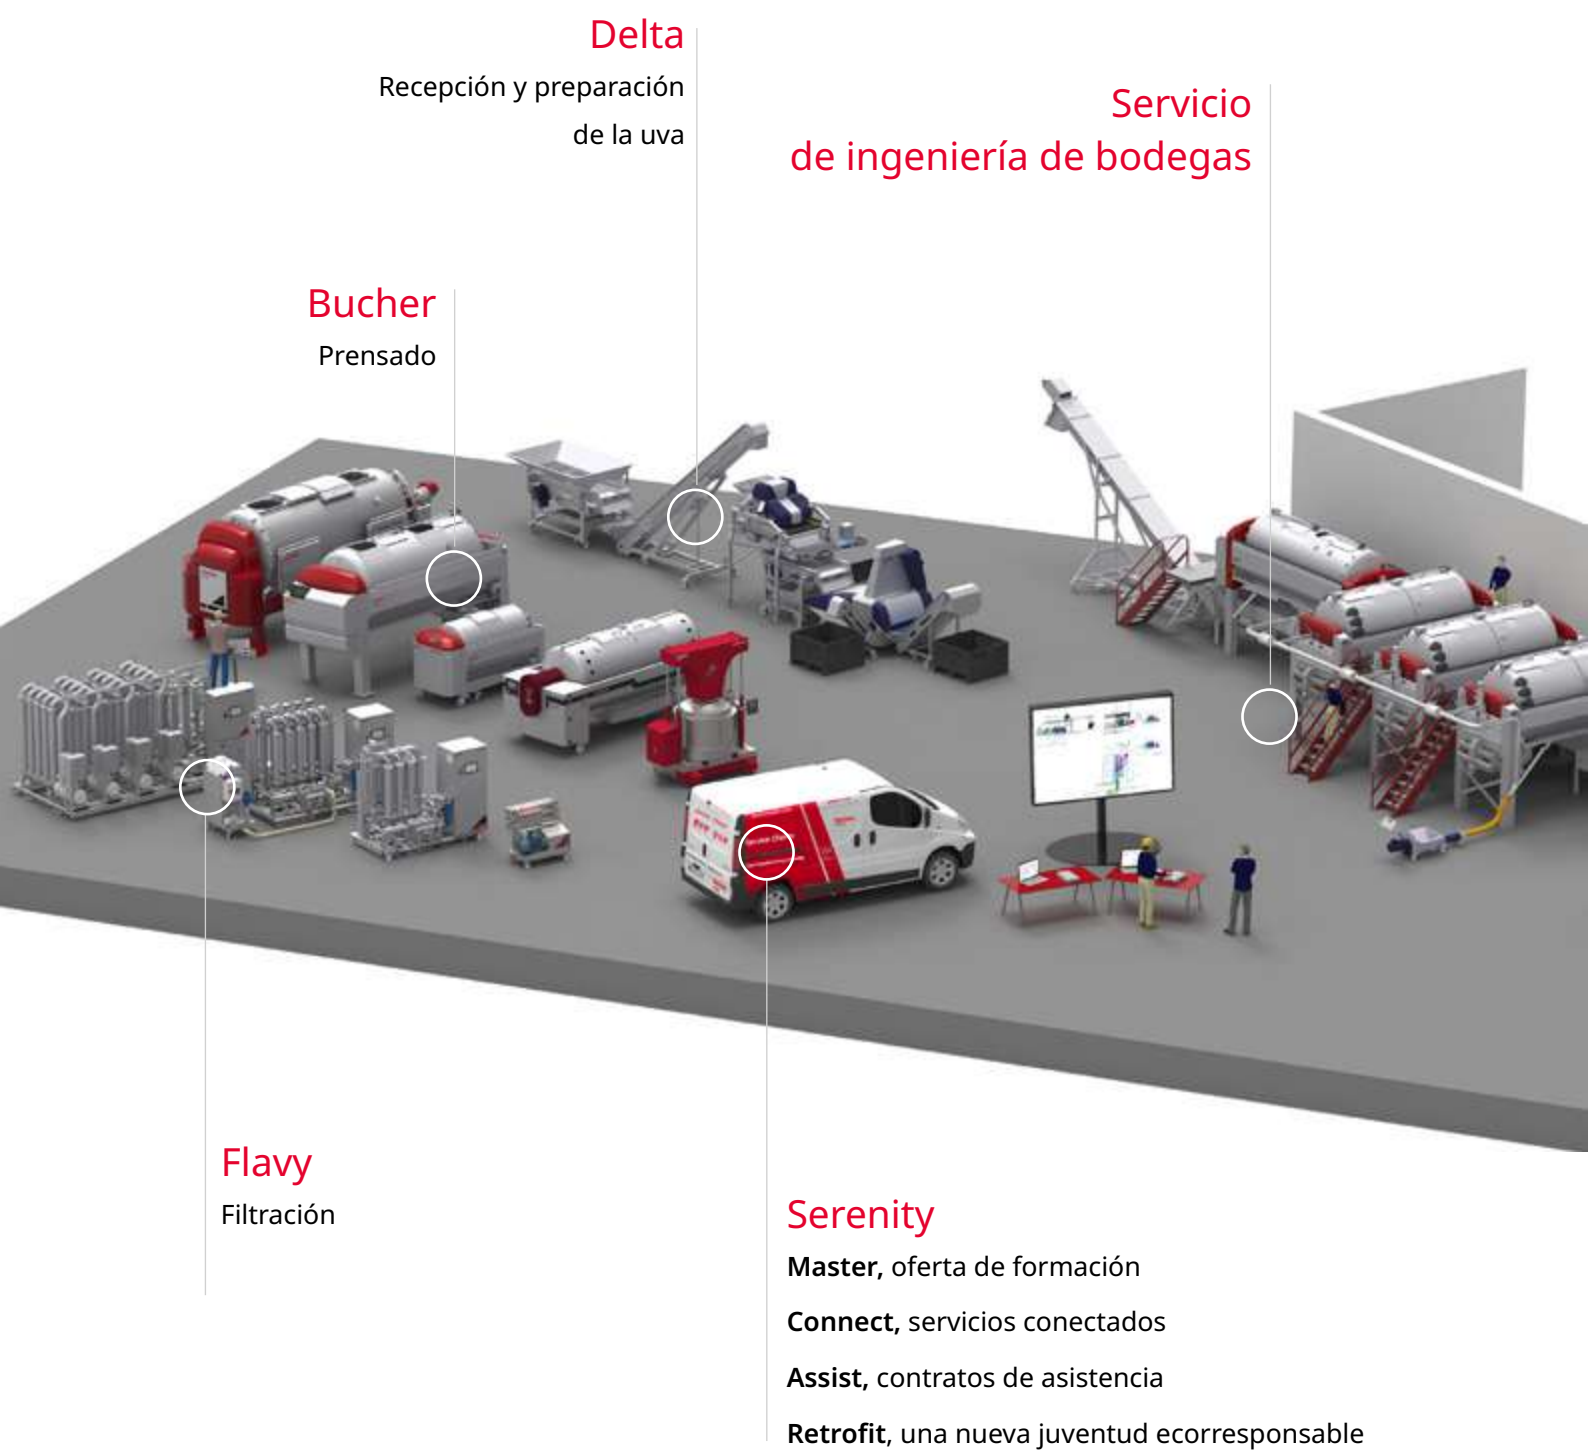 Delta
Recepción y preparación
de la uva
Servicio
de ingeniería de bodegas
Bucher
Prensado
Flavy
Filtración
Serenity
Master, oferta de formación
Connect, servicios conectados
Assist, contratos de asistencia
Retrofit, una nueva juventud ecorresponsable